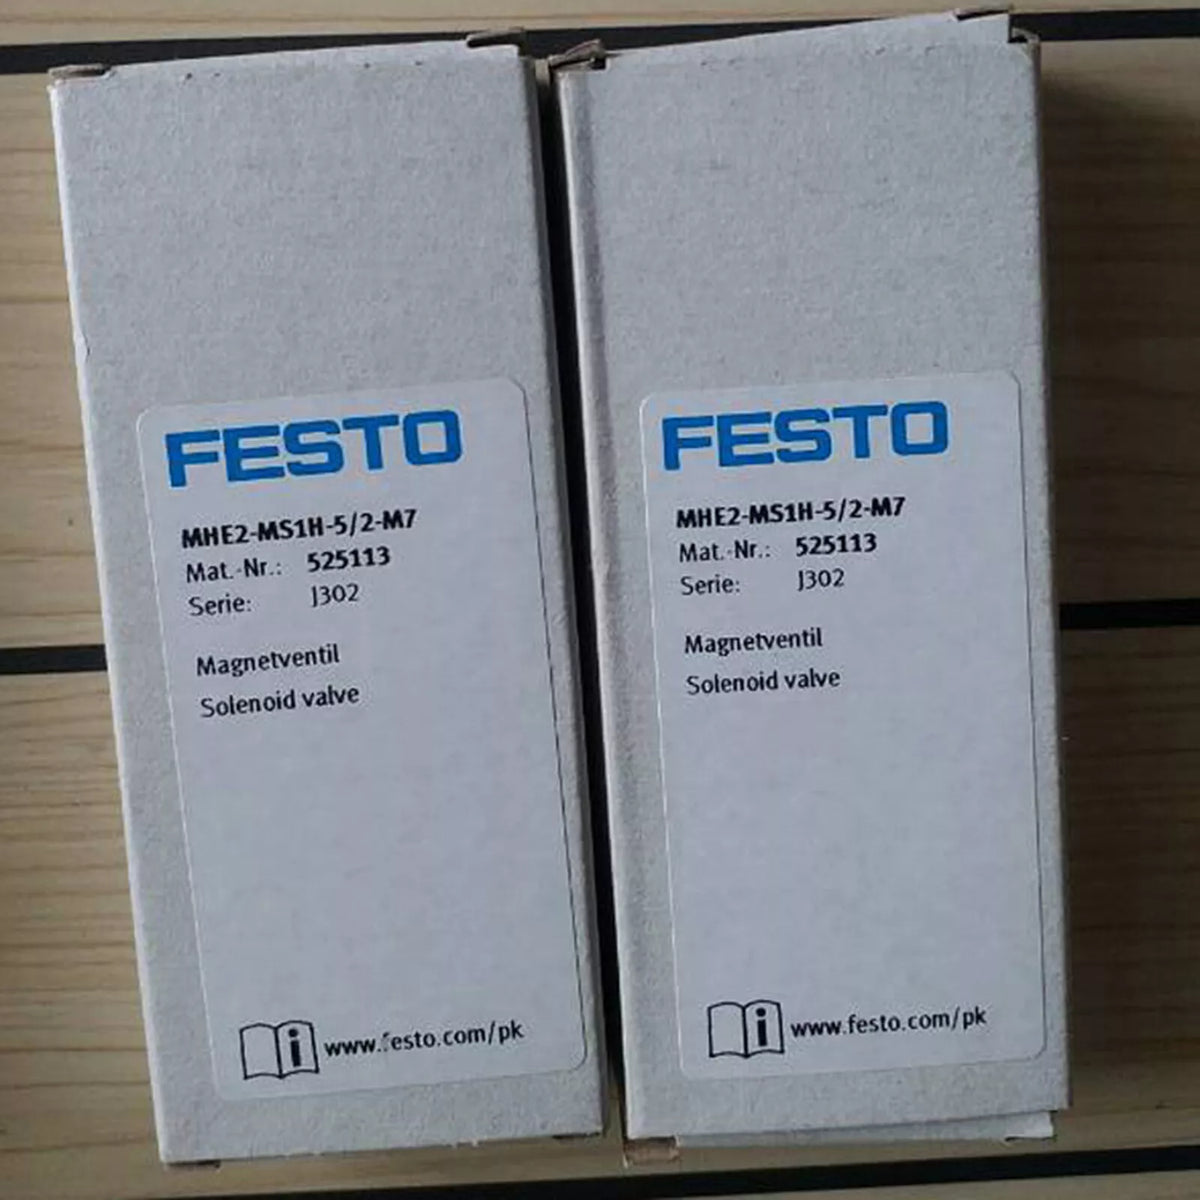 FESTO
MHE2-MS1H-5/2-M7
Mat.-Nr.: 525113
Serie: J302
Magnetventil
Solenoid valve
i www.festo.com/pk
FESTO
MHE2-MS1H-5/2-M7
Mat.-Nr.: 525113
Serie: J302
Magnetventil
Solenoid valve
i www.festo.com/pk